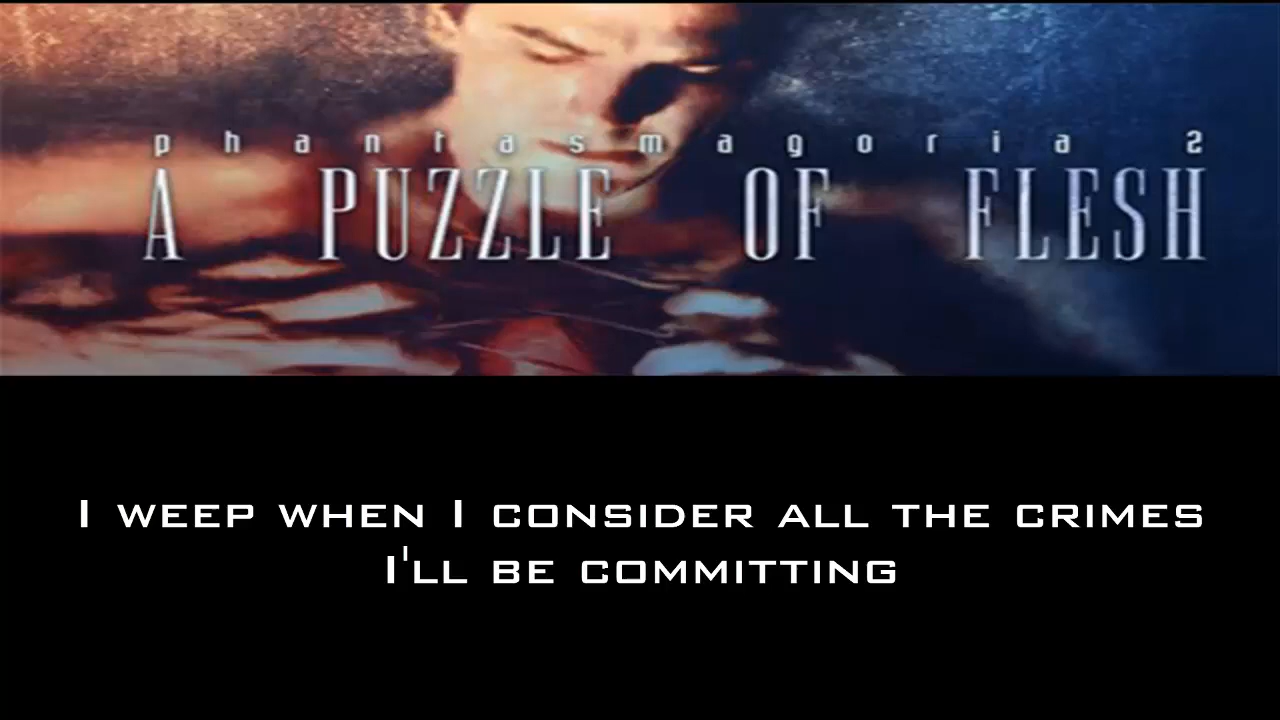 phantasmagoria 2
A PUZZLE OF FLESH
I WEEP WHEN I CONSIDER ALL THE CRIMES
I'LL BE COMMITTING